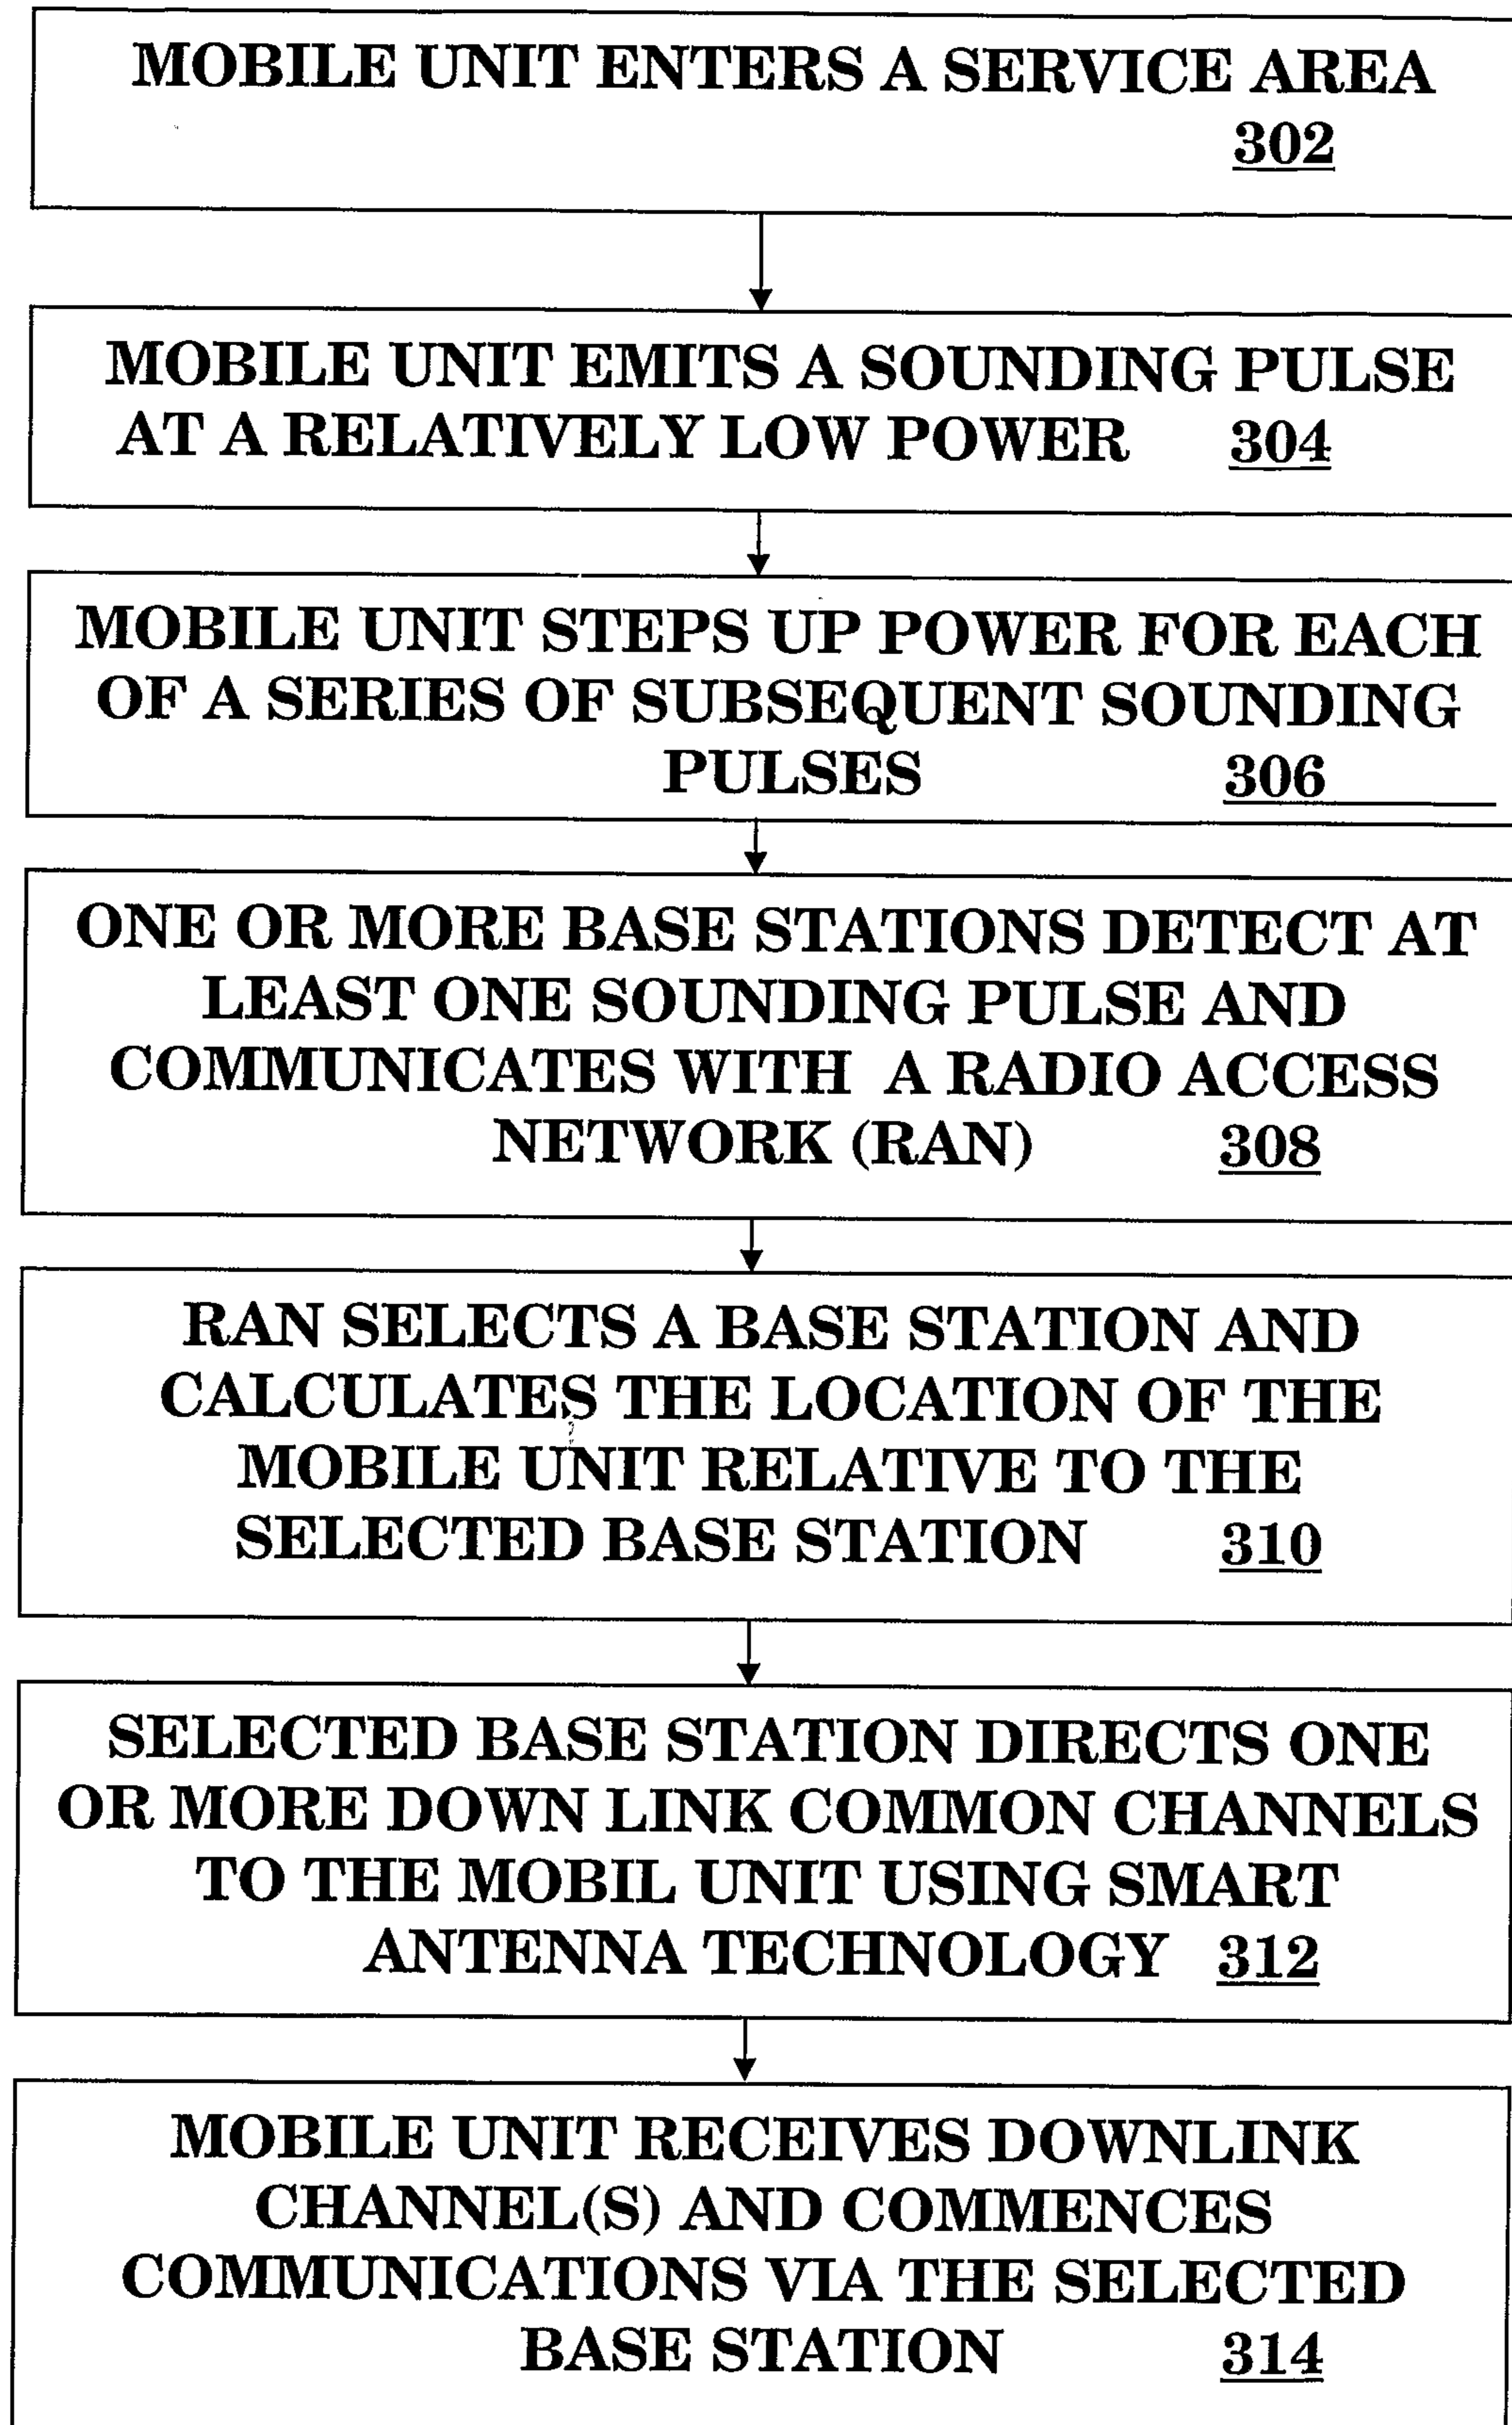 MOBILE UNIT ENTERS A SERVICE AREA
302
MOBILE UNIT EMITS A SOUNDING PULSE
AT A RELATIVELY LOW POWER 304
MOBILE UNIT STEPS UP POWER FOR EACH
OF A SERIES OF SUBSEQUENT SOUNDING
PULSES 306
ONE OR MORE BASE STATIONS DETECT AT
LEAST ONE SOUNDING PULSE AND
COMMUNICATES WITH A RADIO ACCESS
NETWORK (RAN) 308
RAN SELECTS A BASE STATION AND
CALCULATES THE LOCATION OF THE
MOBILE UNIT RELATIVE TO THE
SELECTED BASE STATION 310
SELECTED BASE STATION DIRECTS ONE
OR MORE DOWN LINK COMMON CHANNELS
TO THE MOBIL UNIT USING SMART
ANTENNA TECHNOLOGY 312
MOBILE UNIT RECEIVES DOWNLINK
CHANNEL(S) AND COMMENCES
COMMUNICATIONS VIA THE SELECTED
BASE STATION 314